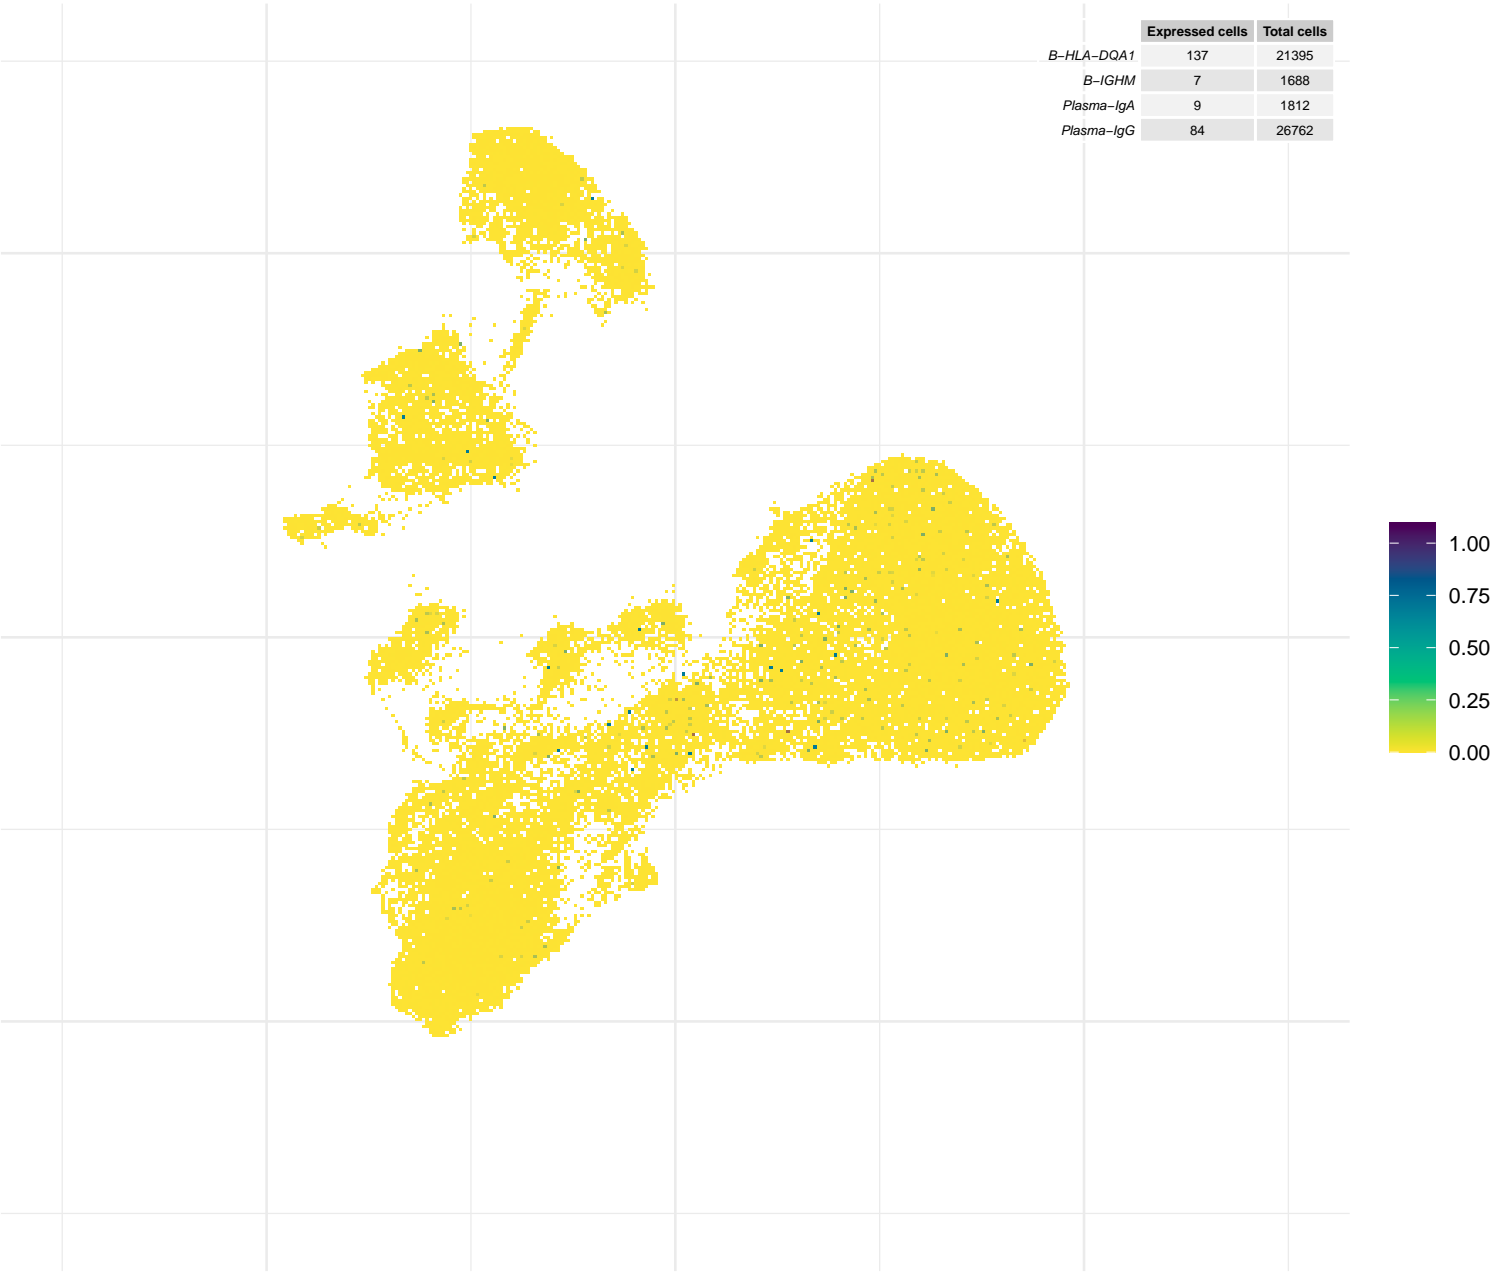 Expressed cells Total cells
B−HLA−DQA1 137 21395
B−IGHM 7 1688
Plasma−IgA 9 1812
Plasma−IgG 84 26762
1.00
0.75
0.50
0.25
0.00